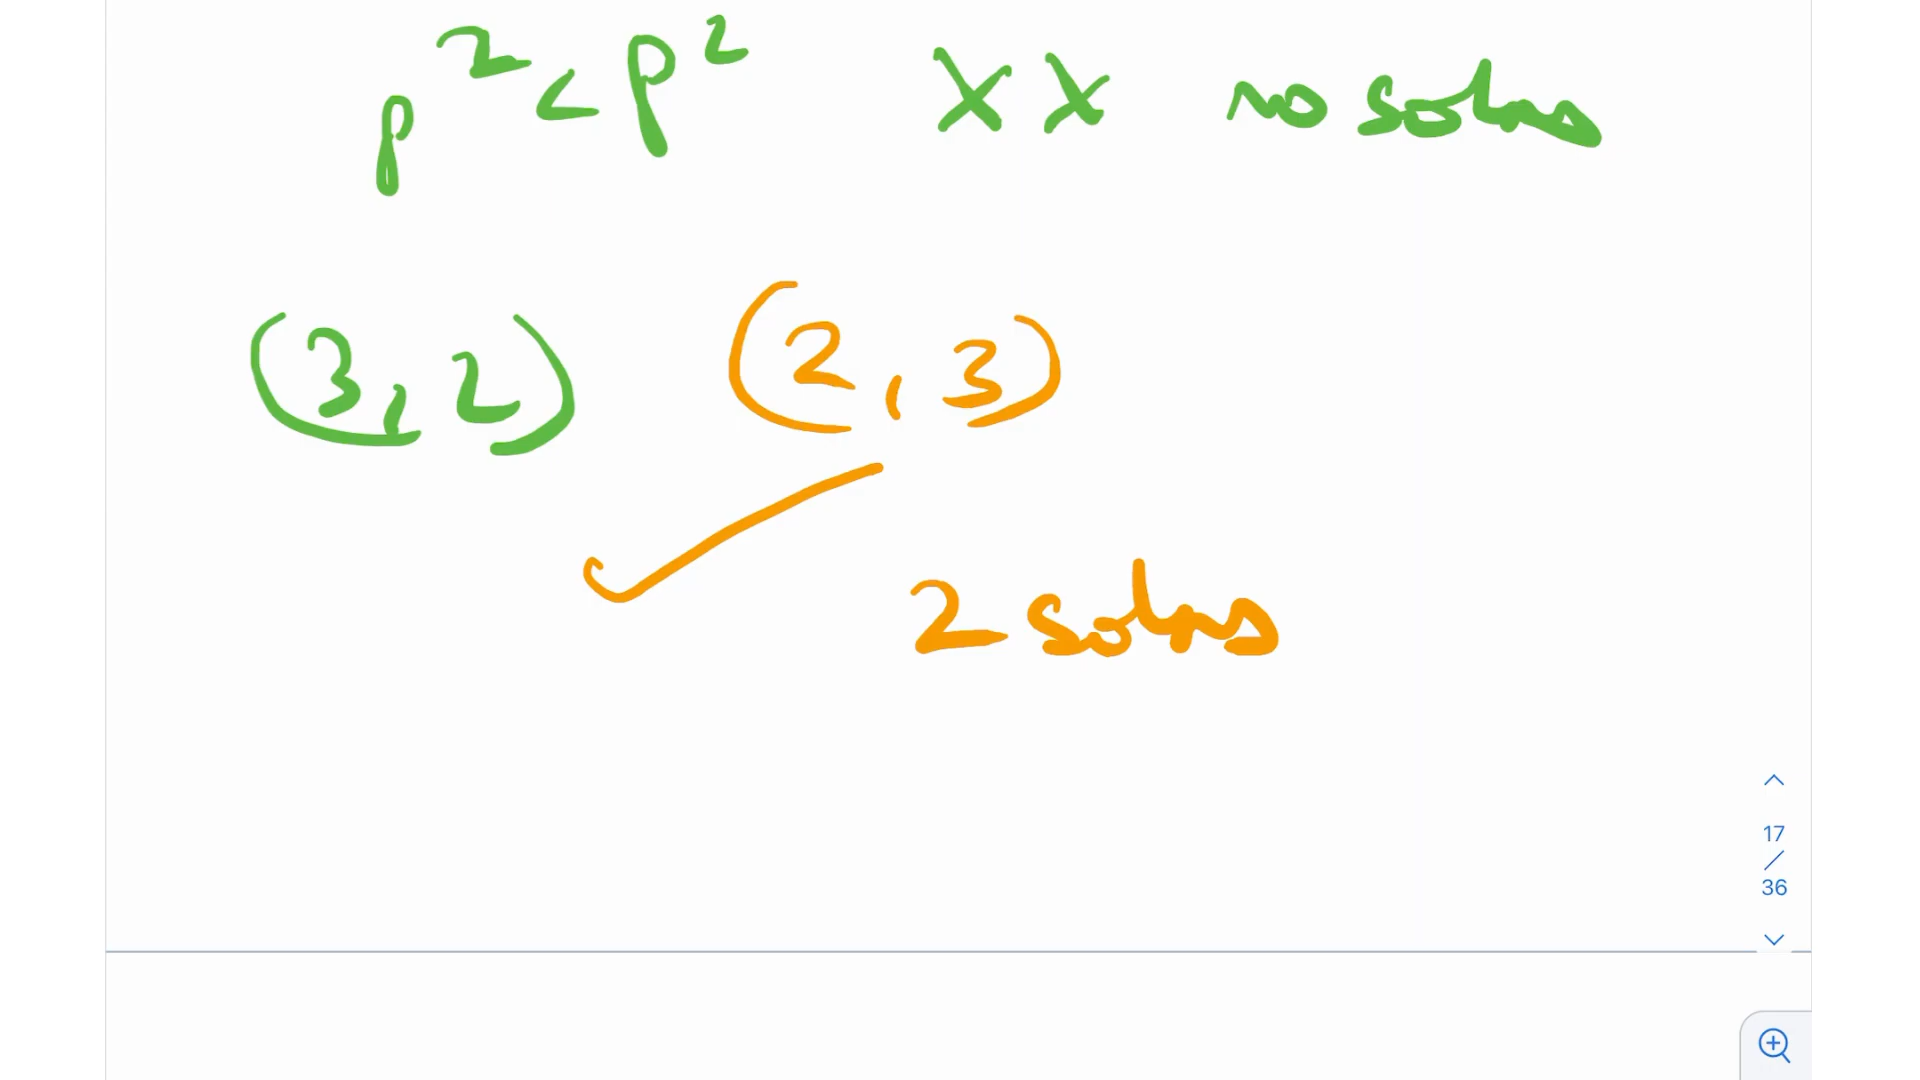 p² < p² X X no solns
(3, 2) (2, 3)
2 solns
17
/
36